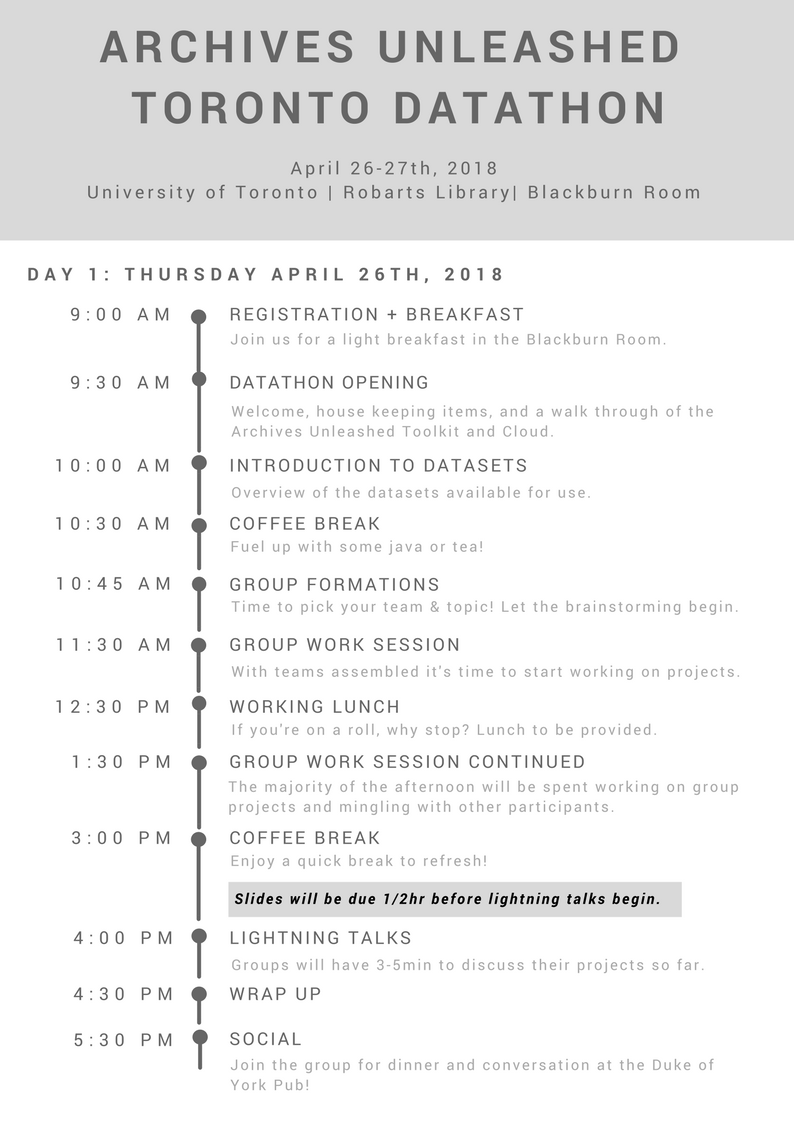 ARCHIVES UNLEASHED
TORONTO DATATHON
April 26-27th, 2018
University of Toronto | Robarts Library| Blackburn Room
DAY 1: THURSDAY APRIL 26TH, 2018
9:00 AM REGISTRATION + BREAKFAST
Join us for a light breakfast in the Blackburn Room.
9:30 AM DATATHON OPENING
Welcome, house keeping items, and a walk through of the
Archives Unleashed Toolkit and Cloud.
10:00 AM INTRODUCTION TO DATASETS
Overview of the datasets available for use.
10:30 AM COFFEE BREAK
Fuel up with some java or tea!
10:45 AM GROUP FORMATIONS
Time to pick your team & topic! Let the brainstorming begin.
11:30 AM GROUP WORK SESSION
With teams assembled it's time to start working on projects.
12:30 PM WORKING LUNCH
If you're on a roll, why stop? Lunch to be provided.
1:30 PM GROUP WORK SESSION CONTINUED
The majority of the afternoon will be spent working on group
projects and mingling with other participants.
3:00 PM COFFEE BREAK
Enjoy a quick break to refresh!
Slides will be due 1/2hr before lightning talks begin.
4:00 PM LIGHTNING TALKS
Groups will have 3-5min to discuss their projects so far.
4:30 PM WRAP UP
5:30 PM SOCIAL
Join the group for dinner and conversation at the Duke of
York Pub!